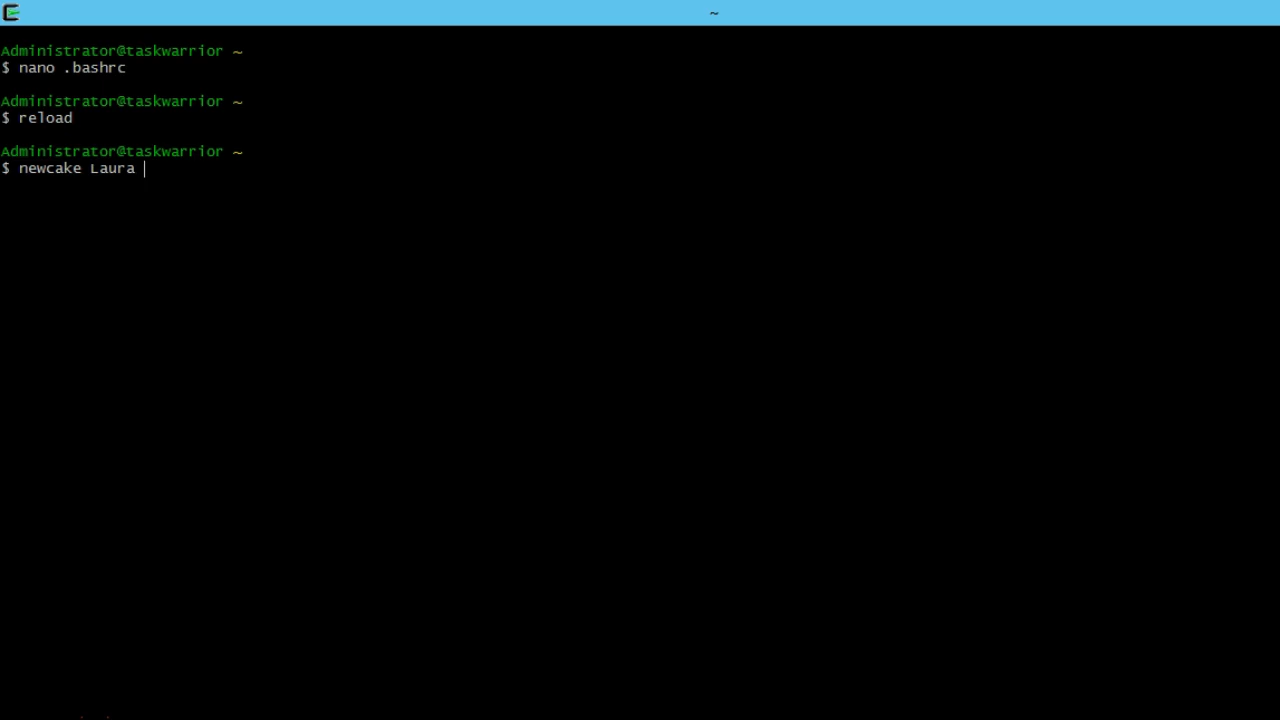 ~
Administrator@taskwarrior ~
$ nano .bashrc
Administrator@taskwarrior ~
$ reload
Administrator@taskwarrior ~
$ newcake Laura